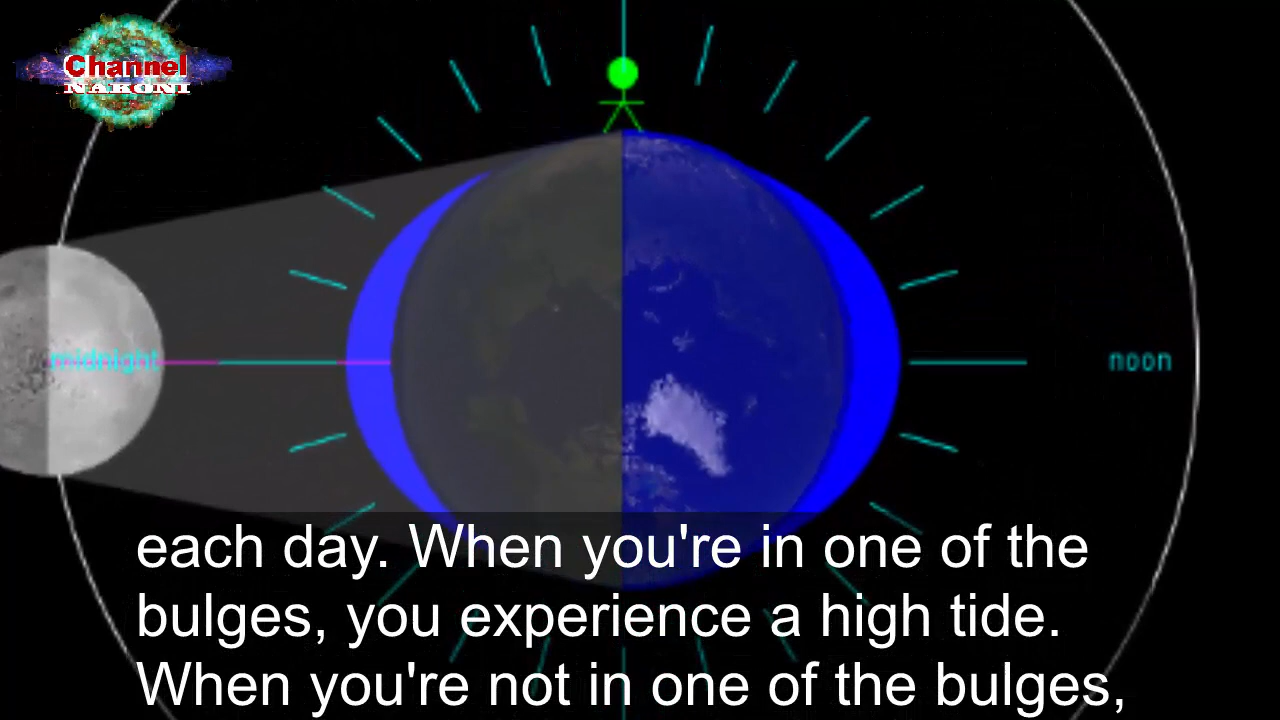 Channel
NAKONI
midnight
noon
each day. When you're in one of the
bulges, you experience a high tide.
When you're not in one of the bulges,